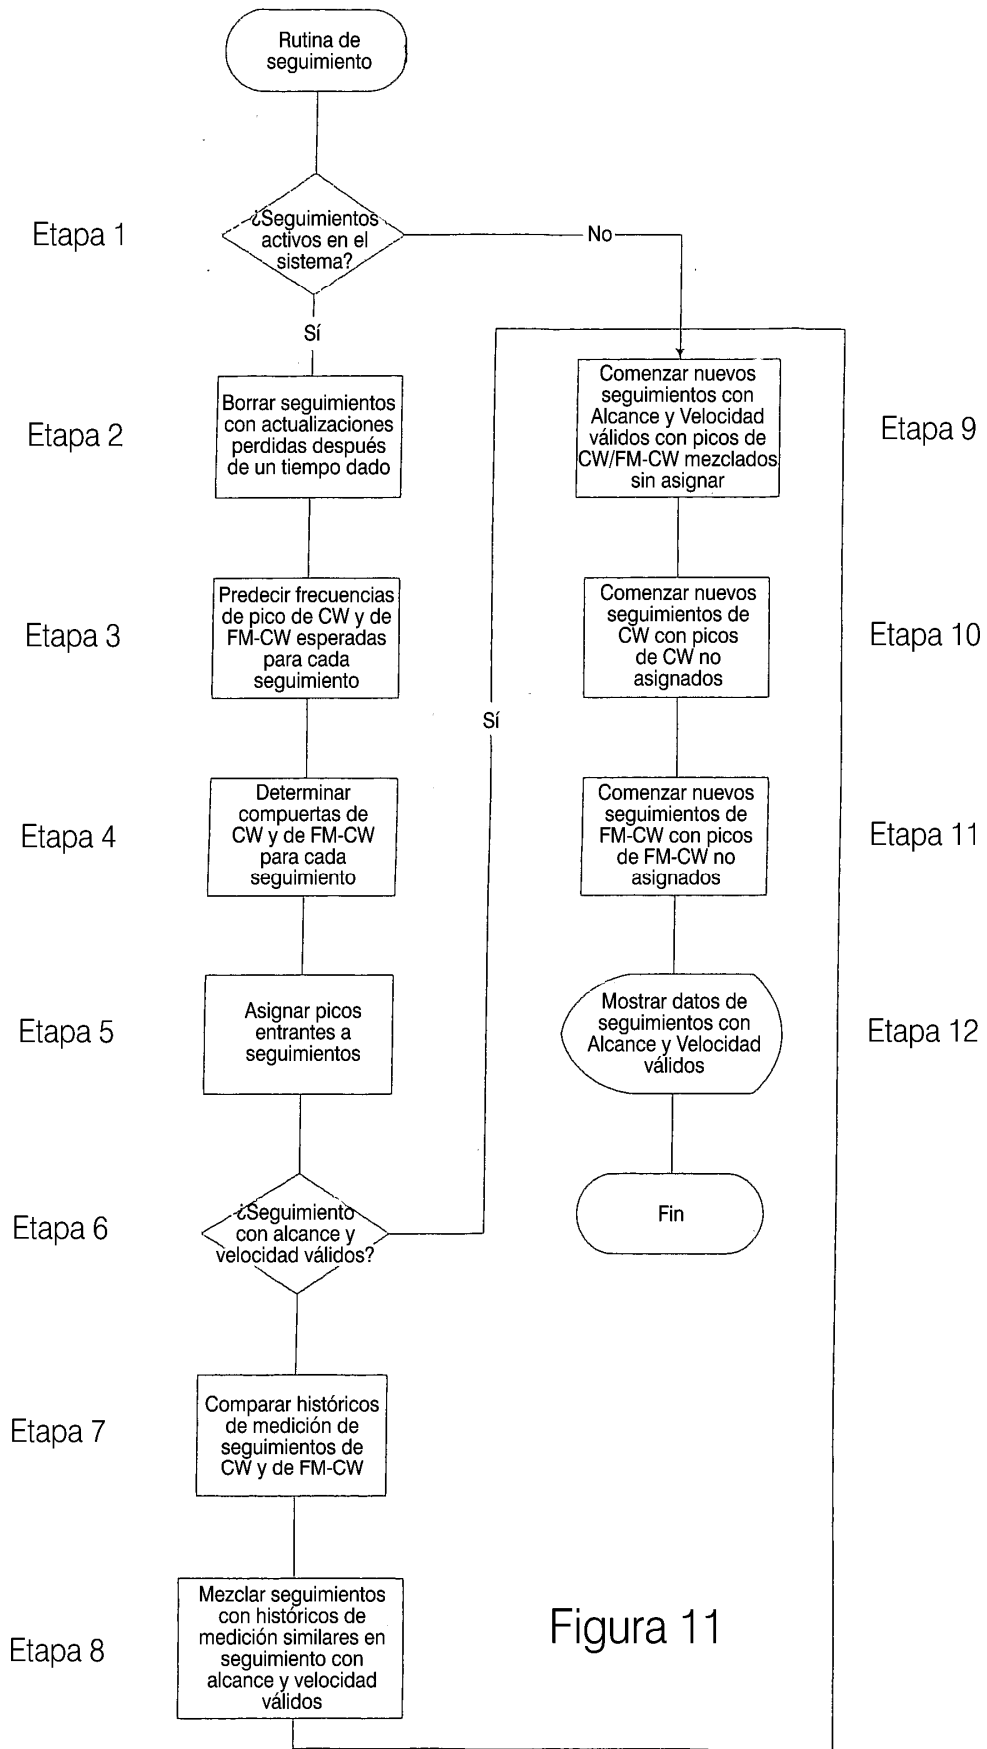 Rutina de
seguimiento
Etapa 1
¿Seguimientos
activos en el
sistema?
No
Sí
Etapa 2
Borrar seguimientos
con actualizaciones
perdidas después
de un tiempo dado
Etapa 3
Predecir frecuencias
de pico de CW y de
FM-CW esperadas
para cada
seguimiento
Etapa 4
Determinar
compuertas de
CW y de FM-CW
para cada
seguimiento
Etapa 5
Asignar picos
entrantes a
seguimientos
Etapa 6
¿Seguimiento
con alcance y
velocidad válidos?
Sí
Etapa 7
Comparar históricos
de medición de
seguimientos de
CW y de FM-CW
Etapa 8
Mezclar seguimientos
con históricos de
medición similares en
seguimiento con
alcance y velocidad
válidos
Comenzar nuevos
seguimientos con
Alcance y Velocidad
válidos con picos de
CW/FM-CW mezclados
sin asignar
Etapa 9
Comenzar nuevos
seguimientos de
CW con picos
de CW no
asignados
Etapa 10
Comenzar nuevos
seguimientos de
FM-CW con picos
de FM-CW no
asignados
Etapa 11
Mostrar datos de
seguimientos con
Alcance y Velocidad
válidos
Etapa 12
Fin
Figura 11